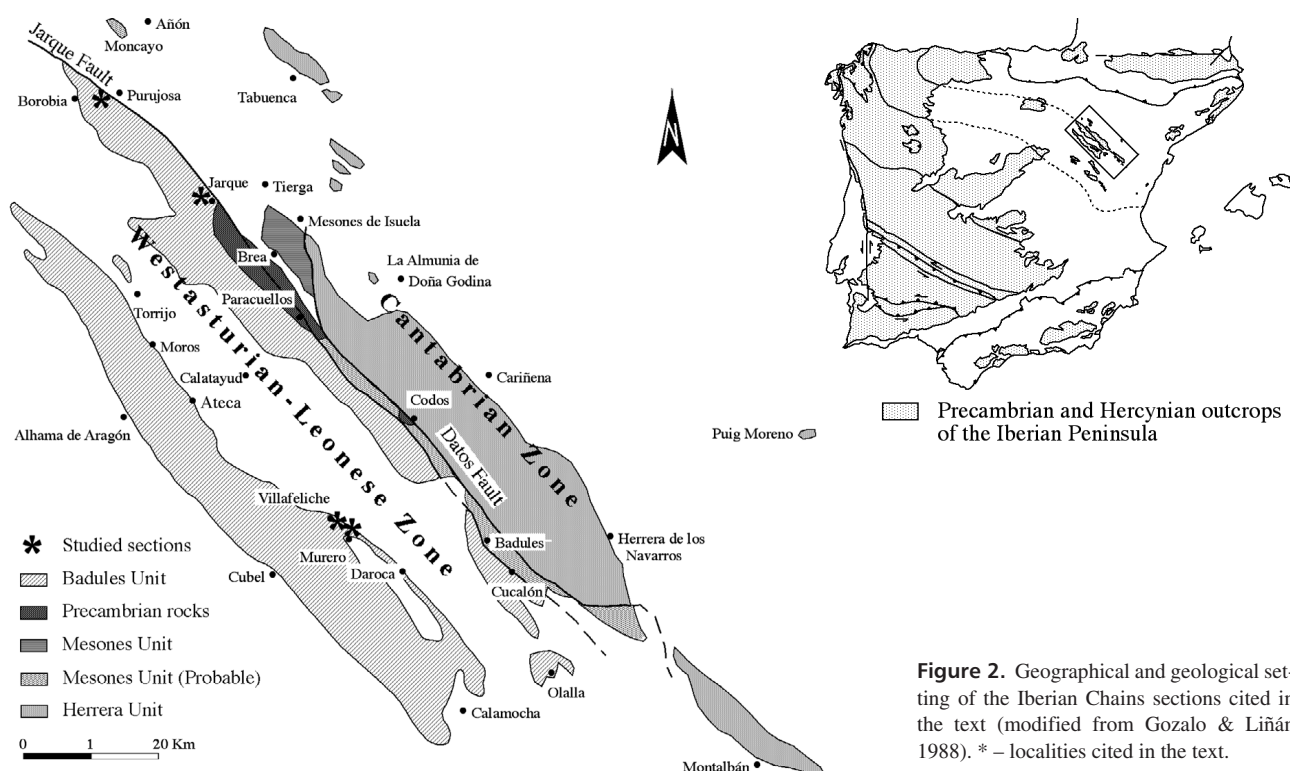 Añón
Moncayo
Jarque Fault
Borobia
Purujosa
Tabuenca
N
Jarque
Tierga
Mesones de Isuela
Brea
La Almunia de
Doña Godina
Paracuellos
Torrijo
Moros
Calatayud
Ateca
Alhama de Aragón
Westasturian-Leonese Zone
Cantabrian Zone
Cariñena
Codos
Datos Fault
Puig Moreno
Villafeliche
Murero
Daroca
Cubel
Badules
Cucalón
Herrera de los
Navarros
Olalla
Calamocha
Montalbán
* Studied sections
Badules Unit
Precambrian rocks
Mesones Unit
Mesones Unit (Probable)
Herrera Unit
0 1 20 Km
Precambrian and Hercynian outcrops
of the Iberian Peninsula
Figure 2. Geographical and geological set-
ting of the Iberian Chains sections cited in
the text (modified from Gozalo & Liñán
1988). * – localities cited in the text.